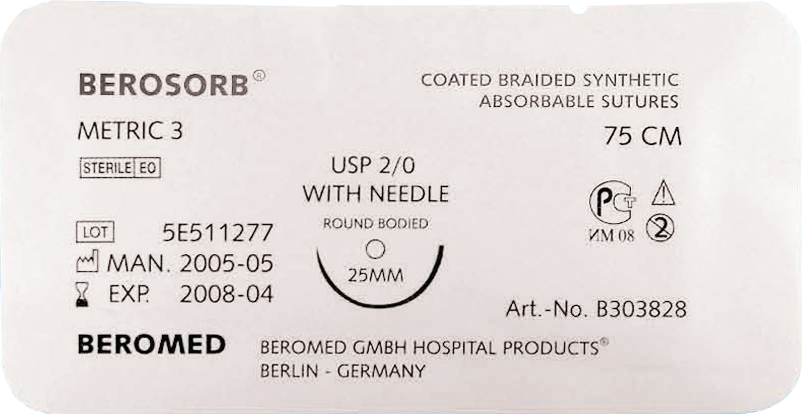 BEROSORB®
COATED BRAIDED SYNTHETIC
ABSORBABLE SUTURES
METRIC 3
75 CM
STERILE EO
USP 2/0
WITH NEEDLE
ROUND BODIED
25MM
LOT 5E511277
MAN. 2005-05
EXP. 2008-04
РСТ
ИМ 08
2
Art.-No. B303828
BEROMED
BEROMED GMBH HOSPITAL PRODUCTS®
BERLIN - GERMANY